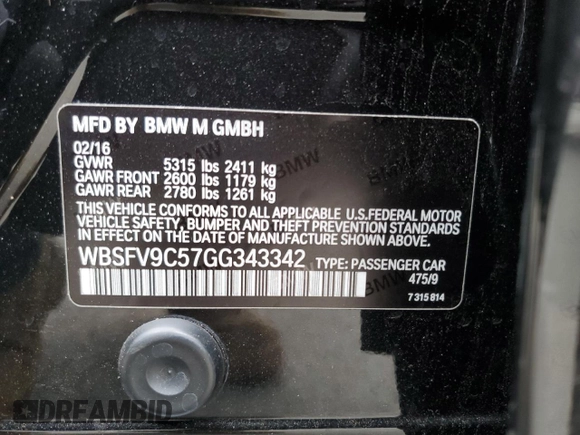 MFD BY BMW M GMBH
02/16
GVWR 5315 lbs 2411 kg
GAWR FRONT 2600 lbs 1179 kg
GAWR REAR 2780 lbs 1261 kg
THIS VEHICLE CONFORMS TO ALL APPLICABLE U.S.FEDERAL MOTOR
VEHICLE SAFETY, BUMPER AND THEFT PREVENTION STANDARDS
IN EFFECT ON THE DATE OF MANUFACTURE SHOWN ABOVE.
WBSFV9C57GG343342 TYPE: PASSENGER CAR
475/9
7 315 814
BMW
BMW
BMW
DREAMBID